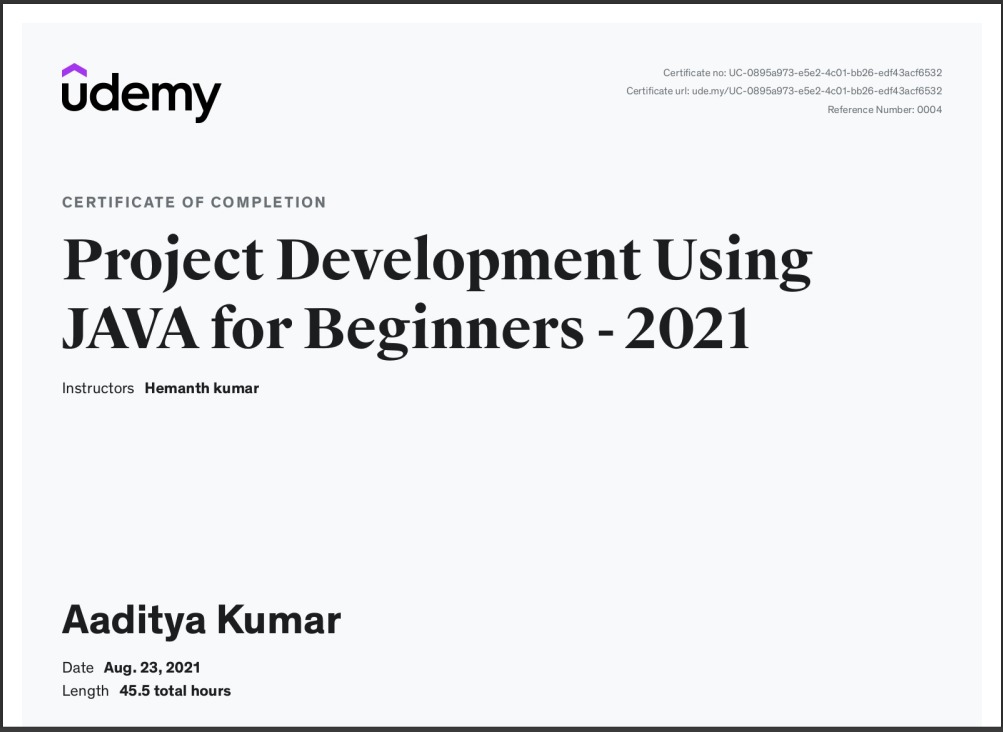 udemy
Certificate no: UC-0895a973-e5e2-4c01-bb26-edf43acf6532
Certificate url: ude.my/UC-0895a973-e5e2-4c01-bb26-edf43acf6532
Reference Number: 0004
CERTIFICATE OF COMPLETION
Project Development Using
JAVA for Beginners - 2021
Instructors Hemanth kumar
Aaditya Kumar
Date Aug. 23, 2021
Length 45.5 total hours